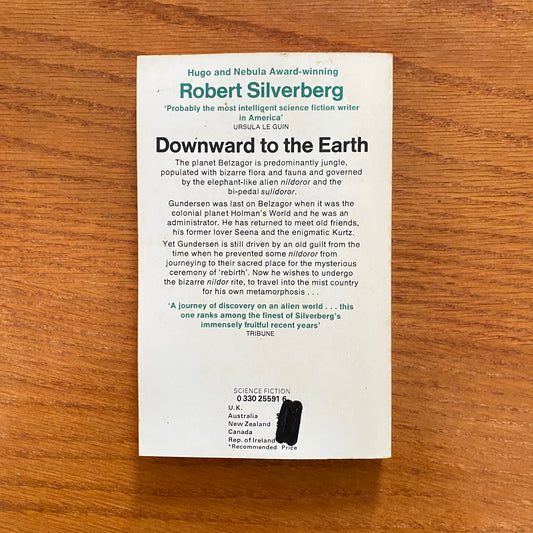 Hugo and Nebula Award-winning
Robert Silverberg
‘Probably the most intelligent science fiction writer
in America’
URSULA LE GUIN
Downward to the Earth
The planet Belzagor is predominantly jungle,
populated with bizarre flora and fauna and governed
by the elephant-like alien nildoror and the
bi-pedal sulidoror.
Gundersen was last on Belzagor when it was the
colonial planet Holman’s World and he was an
administrator. He has returned to meet old friends,
his former lover Seena and the enigmatic Kurtz.
Yet Gundersen is still driven by an old guilt from the
time when he prevented some nildoror from
journeying to their sacred place for the mysterious
ceremony of ‘rebirth’. Now he wishes to undergo
the bizarre nildor rite, to travel into the mist country
for his own metamorphosis . . .
‘A journey of discovery on an alien world . . . this
one ranks among the finest of Silverberg’s
immensely fruitful recent years’
TRIBUNE
SCIENCE FICTION
0 330 25591 6
U.K.
Australia
New Zealand
Canada
Rep. of Ireland
*Recommended Price